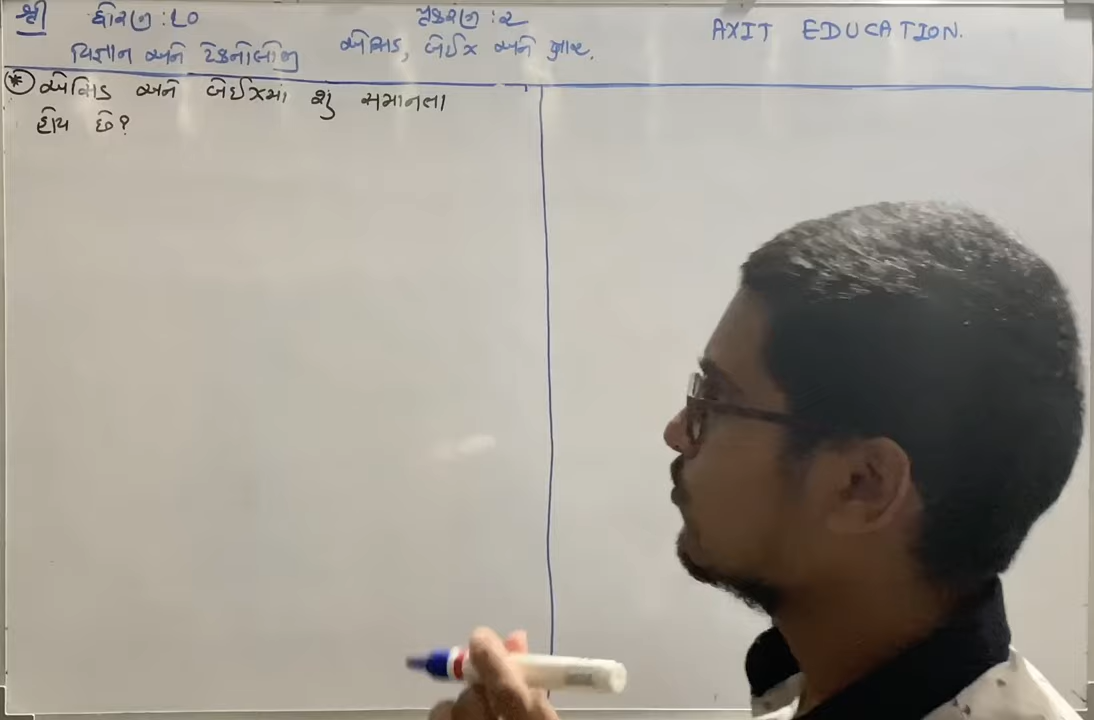 શ્રી ધોરણ : ૧૦ પ્રકરણ : ૨ AXIT EDUCATION.
વિજ્ઞાન અને ટેકનોલોજી એસિડ, બેઈઝ અને ક્ષાર.
* એસિડ અને બેઈઝમાં શું સમાનતા
હોય છે?